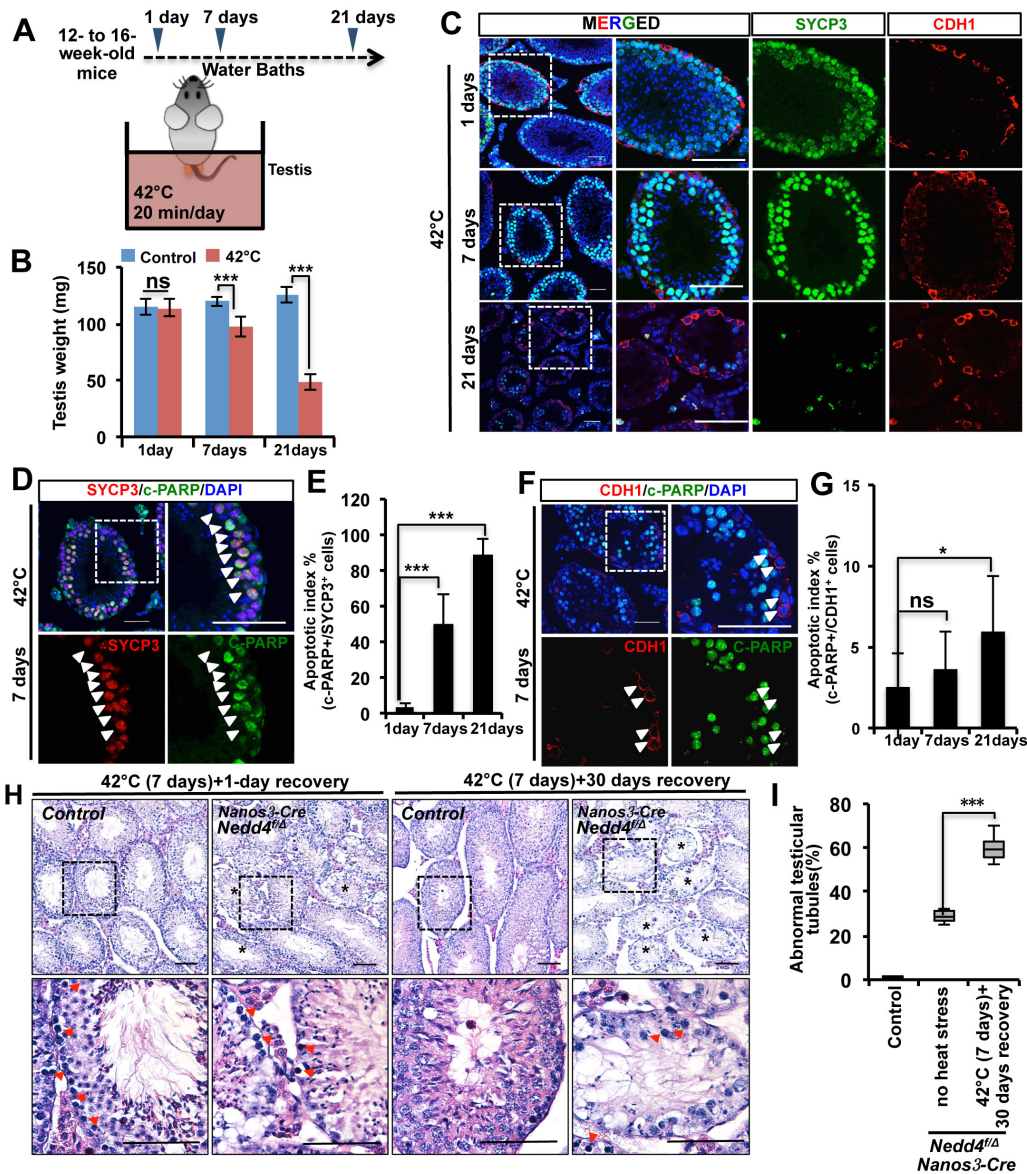 A
1 day
7 days
21 days
12- to 16-
week-old
mice
Water Baths
Testis
42°C
20 min/day
B
Control
42°C
Testis weight (mg)
150
100
50
0
ns
***
***
1day
7days
21days
C
MERGED
SYCP3
CDH1
42°C
1 days
7 days
21 days
D
SYCP3/c-PARP/DAPI
42°C
7 days
SYCP3
C-PARP
E
Apoptotic index %
(c-PARP+/SYCP3+ cells)
120
100
80
60
40
20
0
***
***
1day
7days
21days
F
CDH1/c-PARP/DAPI
42°C
7 days
CDH1
C-PARP
G
Apoptotic index %
(c-PARP+/CDH1+ cells)
15
10
5
0
*
ns
1day
7days
21days
H
42°C (7 days)+1-day recovery
42°C (7 days)+30 days recovery
Control
Nanos3-Cre
Nedd4f/Δ
Control
Nanos3-Cre
Nedd4f/Δ
*
*
*
*
*
*
*
*
I
Abnormal testicular
tubules(%)
80
60
40
20
0
***
Control
no heat stress
42°C (7 days)+
30 days recovery
Nedd4f/Δ
Nanos3-Cre